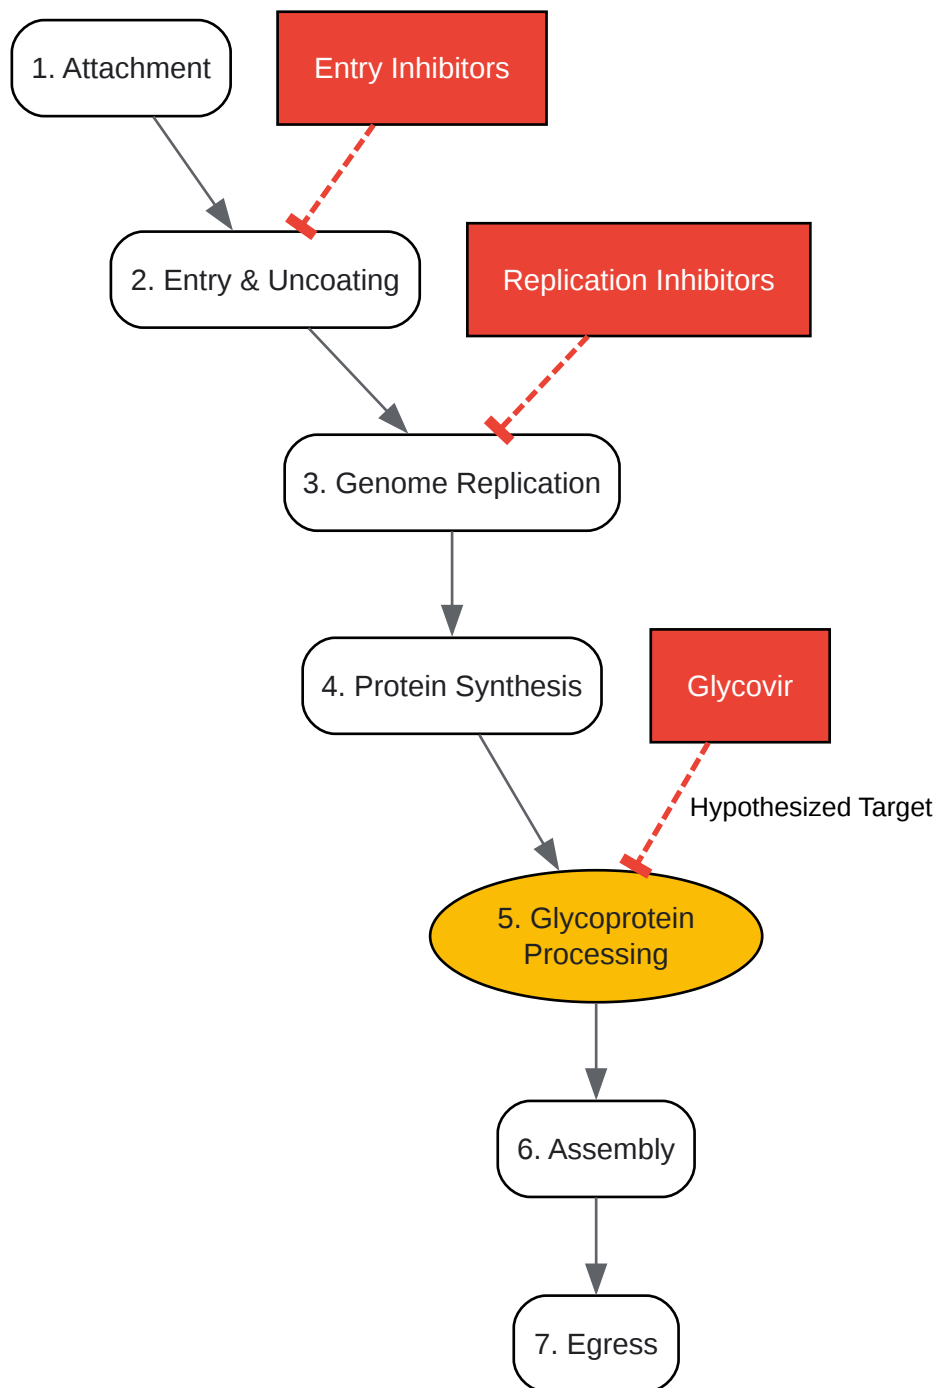 1. Attachment
Entry Inhibitors
2. Entry & Uncoating
Replication Inhibitors
3. Genome Replication
4. Protein Synthesis
Glycovir
Hypothesized Target
5. Glycoprotein
Processing
6. Assembly
7. Egress